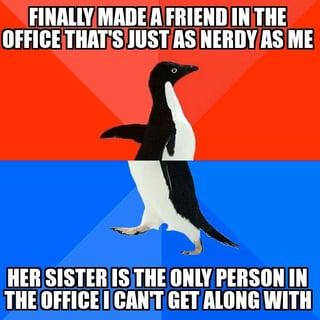 FINALLY MADE A FRIEND IN THE
OFFICE THAT'S JUST AS NERDY AS ME
HER SISTER IS THE ONLY PERSON IN
THE OFFICE I CAN'T GET ALONG WITH